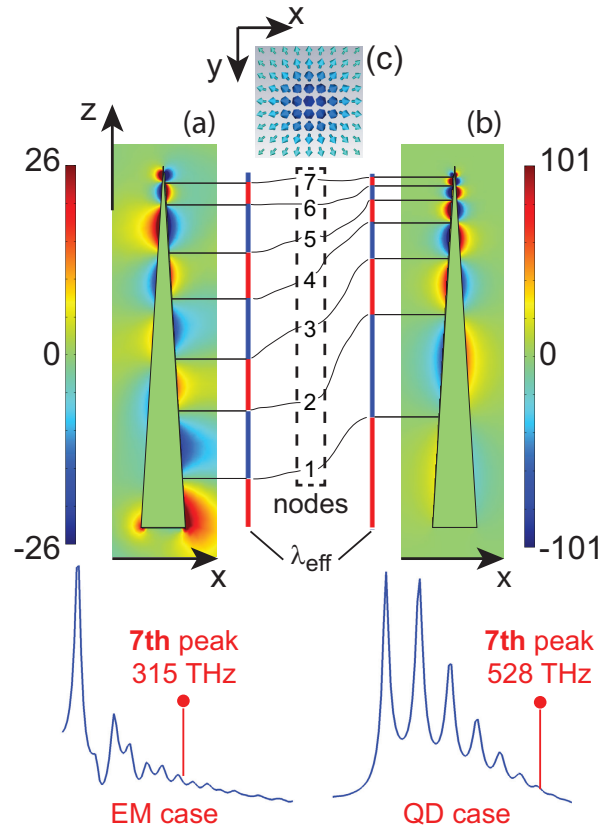 x
y
(c)
z
(a)
(b)
26
0
-26
101
0
-101
7
6
5
4
3
2
1
nodes
λeff
x
x
7th peak
315 THz
7th peak
528 THz
EM case
QD case